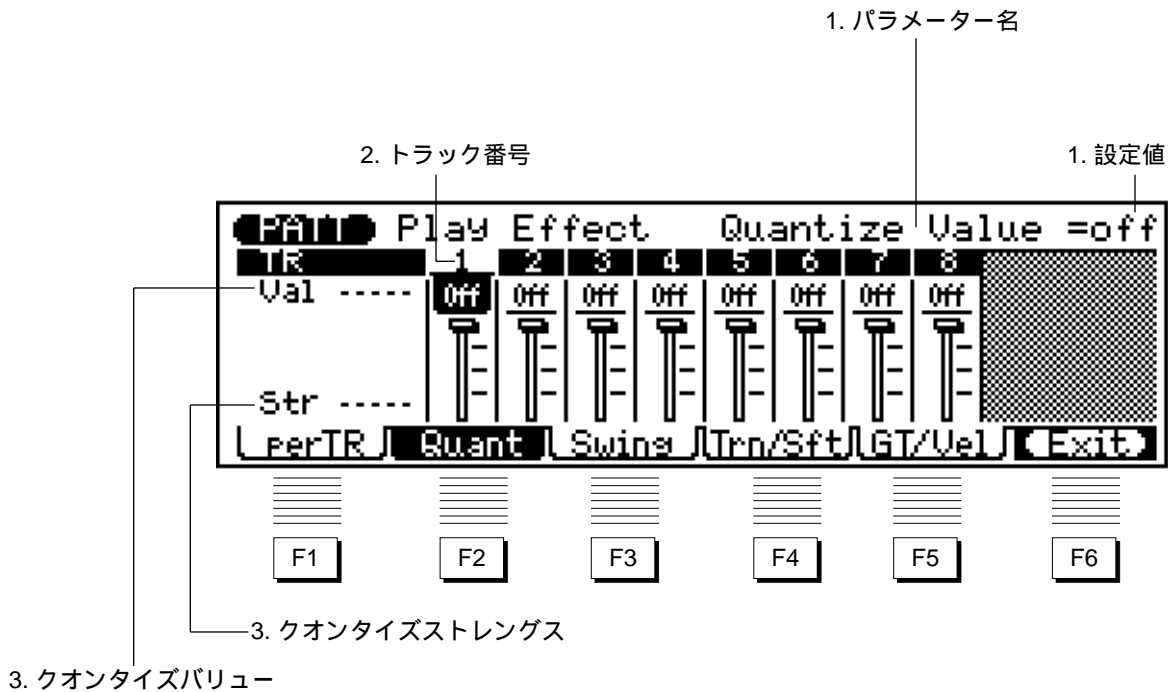 1. パラメーター名
2. トラック番号
1. 設定値
PATT Play Effect Quantize Value =off
TR 1 2 3 4 5 6 7 8
Val ----- Off Off Off Off Off Off Off Off
Str -----
perTR Quant Swing Trn/Sft GT/Vel Exit
F1 F2 F3 F4 F5 F6
3. クオンタイズストレングス
3. クオンタイズバリュー